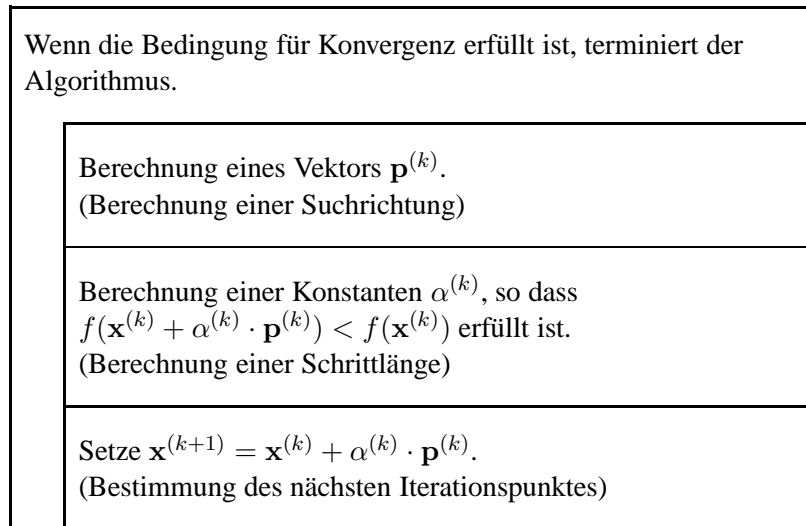 Wenn die Bedingung für Konvergenz erfüllt ist, terminiert der
Algorithmus.
Berechnung eines Vektors p^(k).
(Berechnung einer Suchrichtung)
Berechnung einer Konstanten α^(k), so dass
f(x^(k) + α^(k) · p^(k)) < f(x^(k)) erfüllt ist.
(Berechnung einer Schrittlänge)
Setze x^(k+1) = x^(k) + α^(k) · p^(k).
(Bestimmung des nächsten Iterationspunktes)